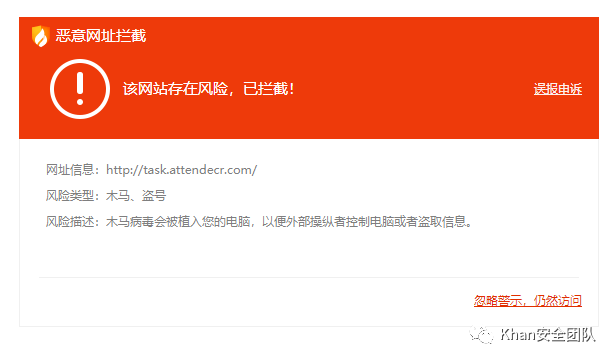 恶意网址拦截
该网站存在风险，已拦截！
误报申诉
网址信息：http://task.attendecr.com/
风险类型：木马、盗号
风险描述：木马病毒会被植入您的电脑，以便外部操纵者控制电脑或者盗取信息。
忽略警示，仍然访问
Khan安全团队